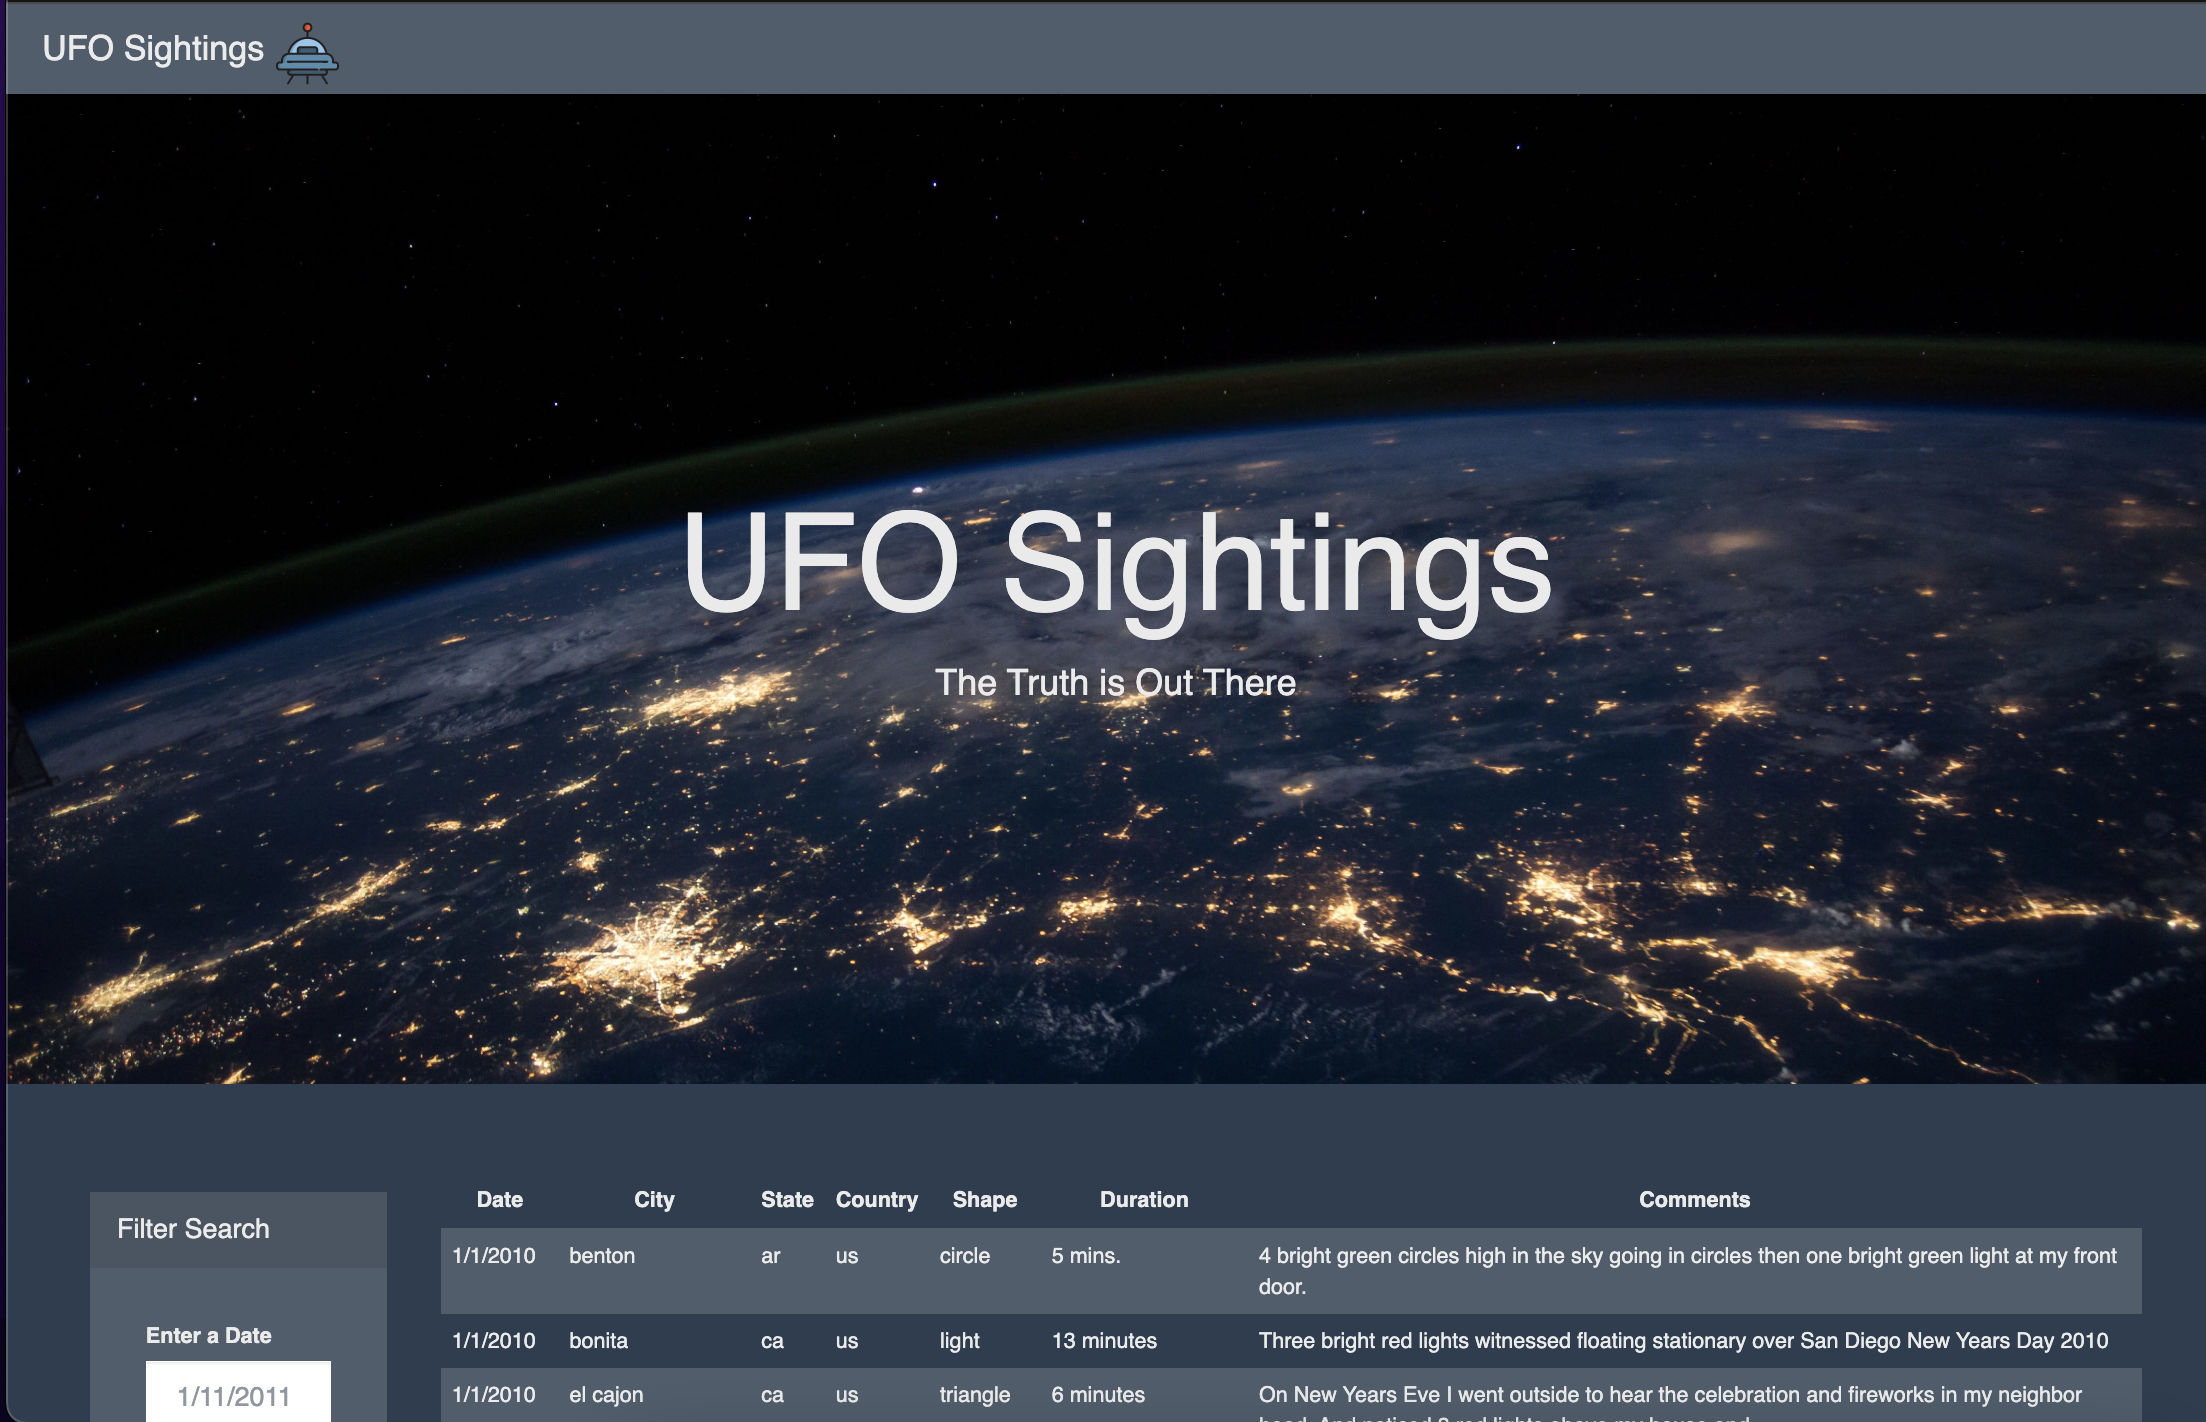 UFO Sightings
UFO Sightings
The Truth is Out There
Filter Search
Enter a Date
1/11/2011
Date City State Country Shape Duration Comments
1/1/2010 benton ar us circle 5 mins. 4 bright green circles high in the sky going in circles then one bright green light at my front
door.
1/1/2010 bonita ca us light 13 minutes Three bright red lights witnessed floating stationary over San Diego New Years Day 2010
1/1/2010 el cajon ca us triangle 6 minutes On New Years Eve I went outside to hear the celebration and fireworks in my neighbor